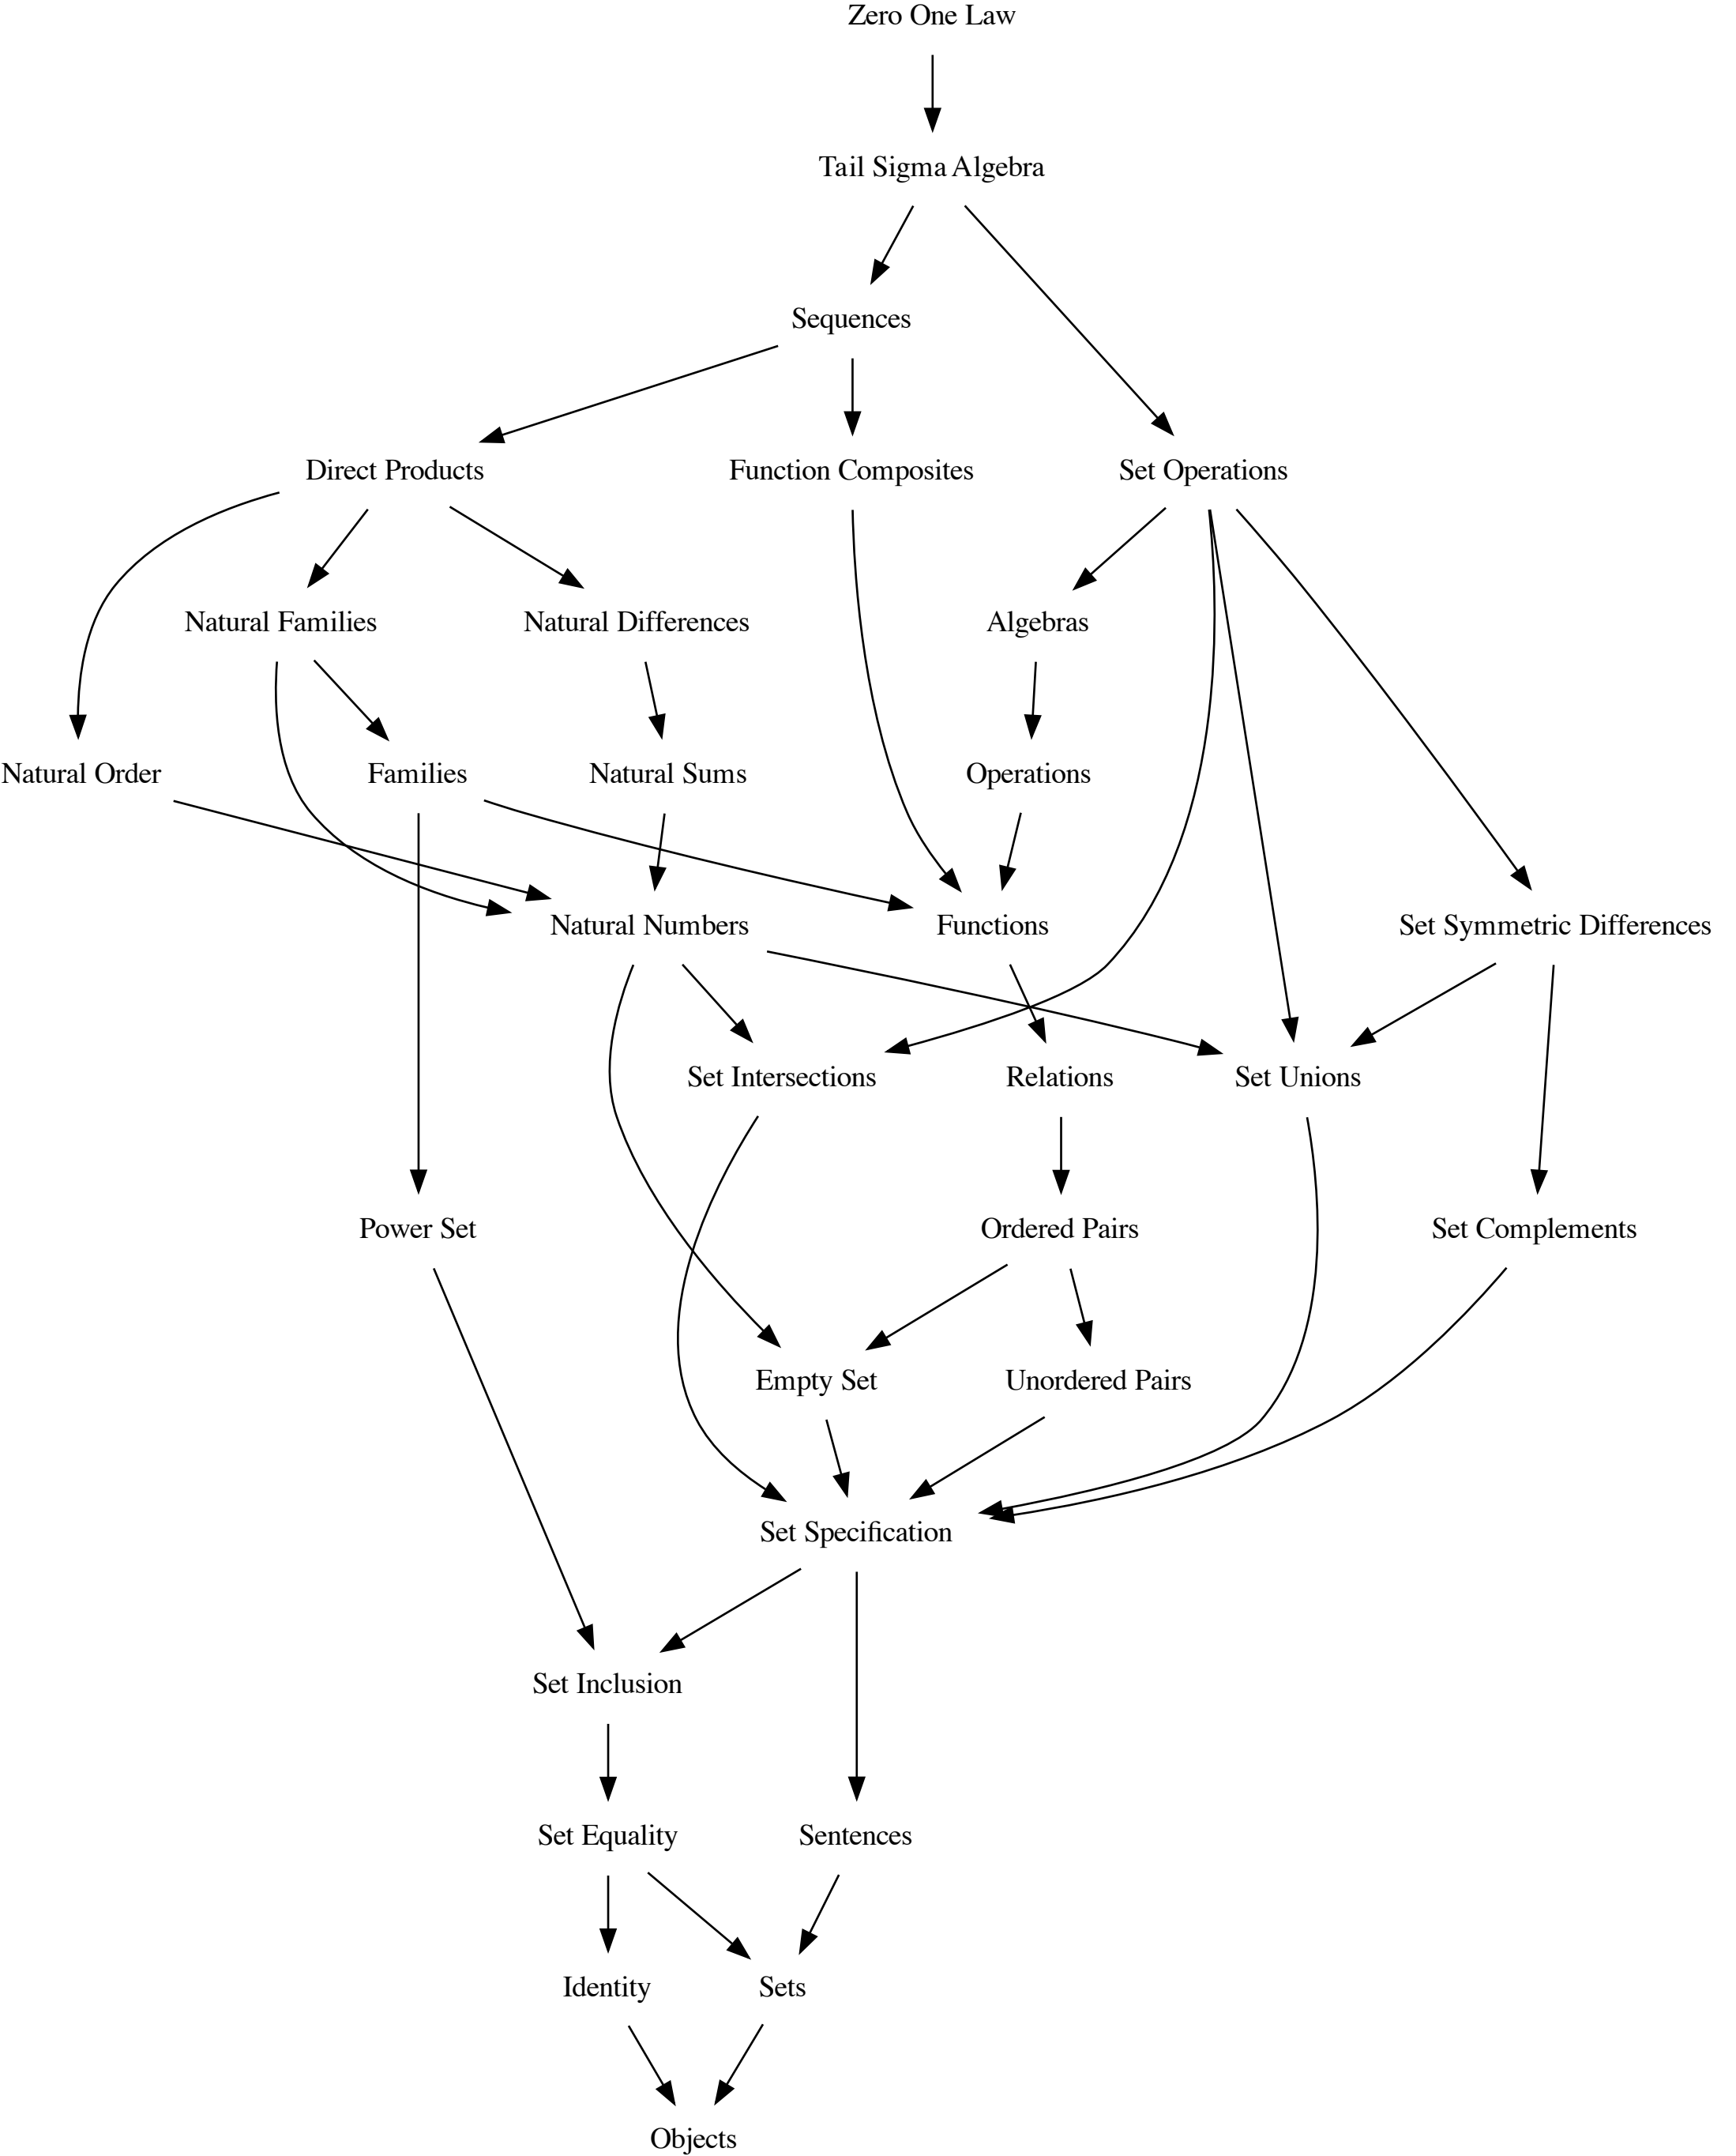 Zero One Law
Tail Sigma Algebra
Sequences
Direct Products
Function Composites
Set Operations
Natural Families
Natural Differences
Algebras
Natural Order
Families
Natural Sums
Operations
Natural Numbers
Functions
Set Symmetric Differences
Set Intersections
Relations
Set Unions
Power Set
Ordered Pairs
Set Complements
Empty Set
Unordered Pairs
Set Specification
Set Inclusion
Set Equality
Sentences
Identity
Sets
Objects